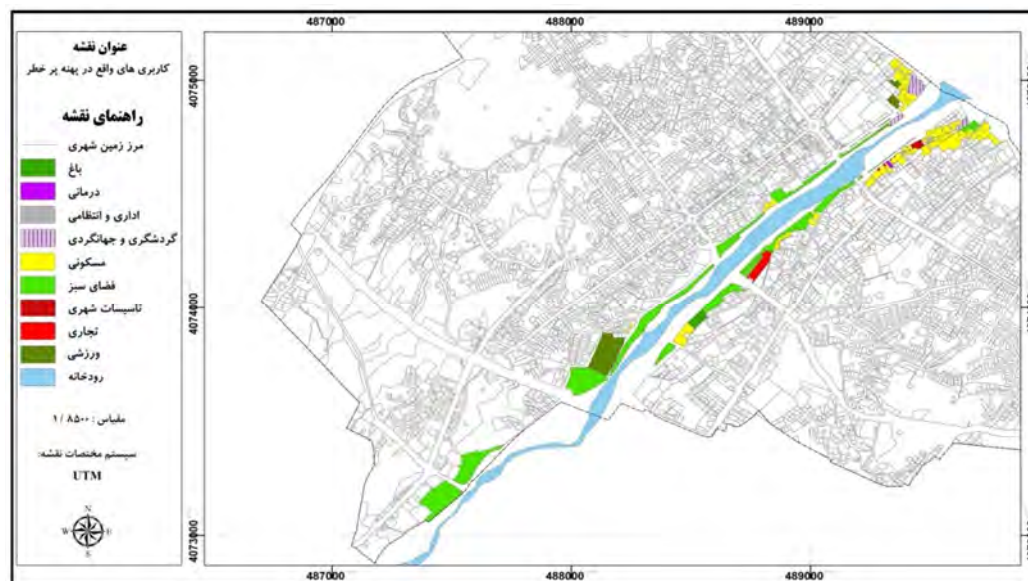 487000 488000 489000
عنوان نقشه
کاربری های واقع در پهنه پر خطر
راهنمای نقشه
مرز زمین شهری
باغ
درمانی
اداری و انتظامی
گردشگری و جهانگردی
مسکونی
فضای سبز
تاسیسات شهری
تجاری
ورزشی
رودخانه
مقیاس : ۸۵۰۰ / ۱
سیستم مختصات نقشه:
UTM
N
W E
S
4075000
4074000
4073000
487000 488000 489000